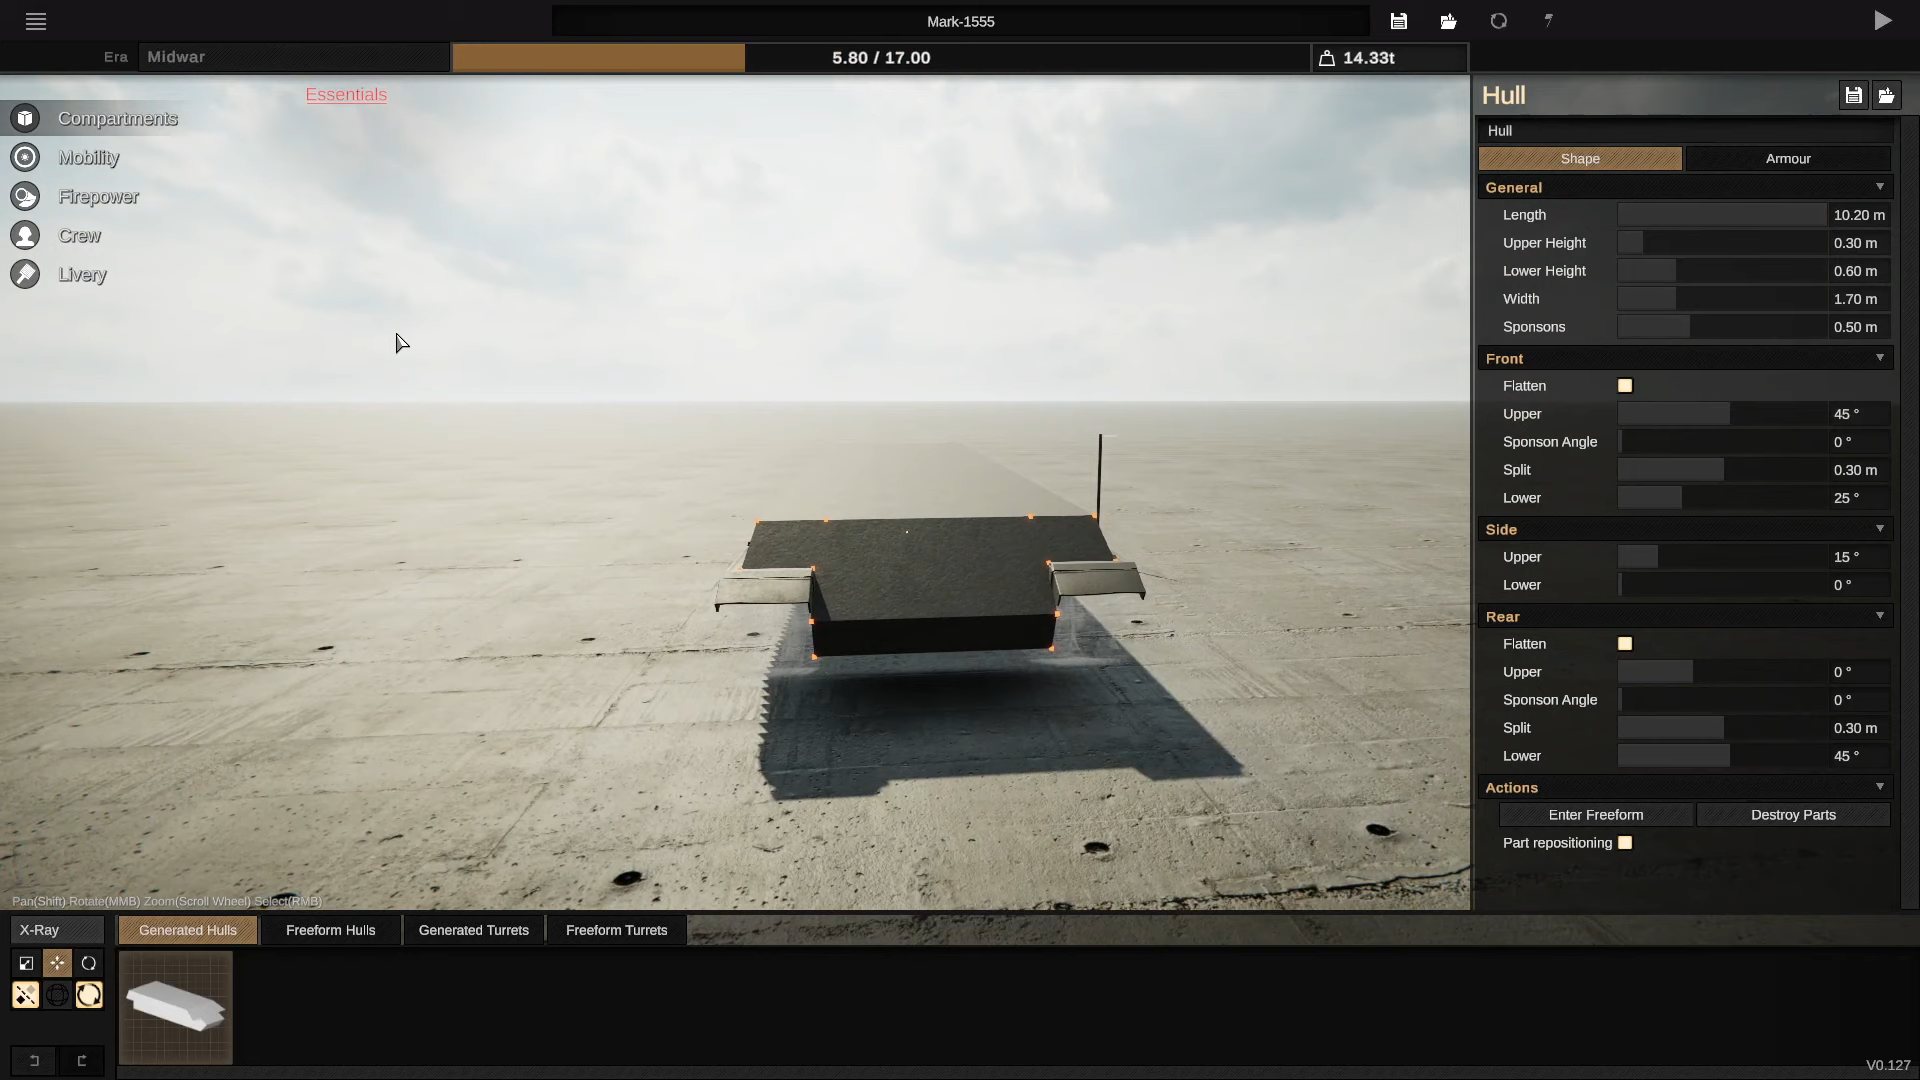 Mark-1555
Era Midwar 5.80 / 17.00 14.33t
Essentials
Compartments
Mobility
Firepower
Crew
Livery
Hull
Hull
Shape Armour
General
Length 10.20 m
Upper Height 0.30 m
Lower Height 0.60 m
Width 1.70 m
Sponsons 0.50 m
Front
Flatten
Upper 45 °
Sponson Angle 0 °
Split 0.30 m
Lower 25 °
Side
Upper 15 °
Lower 0 °
Rear
Flatten
Upper 0 °
Sponson Angle 0 °
Split 0.30 m
Lower 45 °
Actions
Enter Freeform Destroy Parts
Part repositioning
Pan(Shift) Rotate(MMB) Zoom(Scroll Wheel) Select(RMB)
X-Ray Generated Hulls Freeform Hulls Generated Turrets Freeform Turrets
V0.127